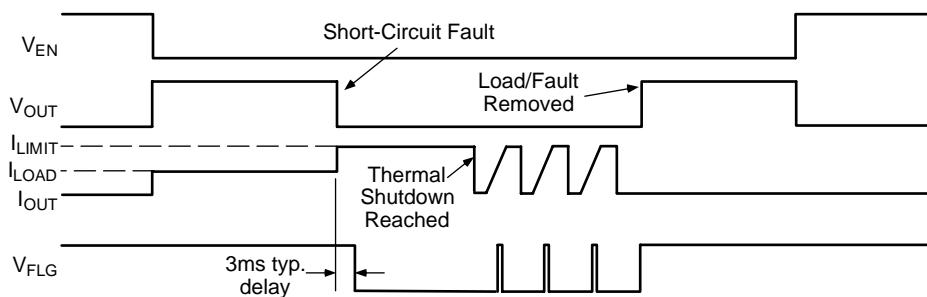 Short-Circuit Fault
VEN
Load/Fault
Removed
VOUT
ILIMIT
ILOAD
Thermal
Shutdown
Reached
IOUT
VFLG
3ms typ.
delay